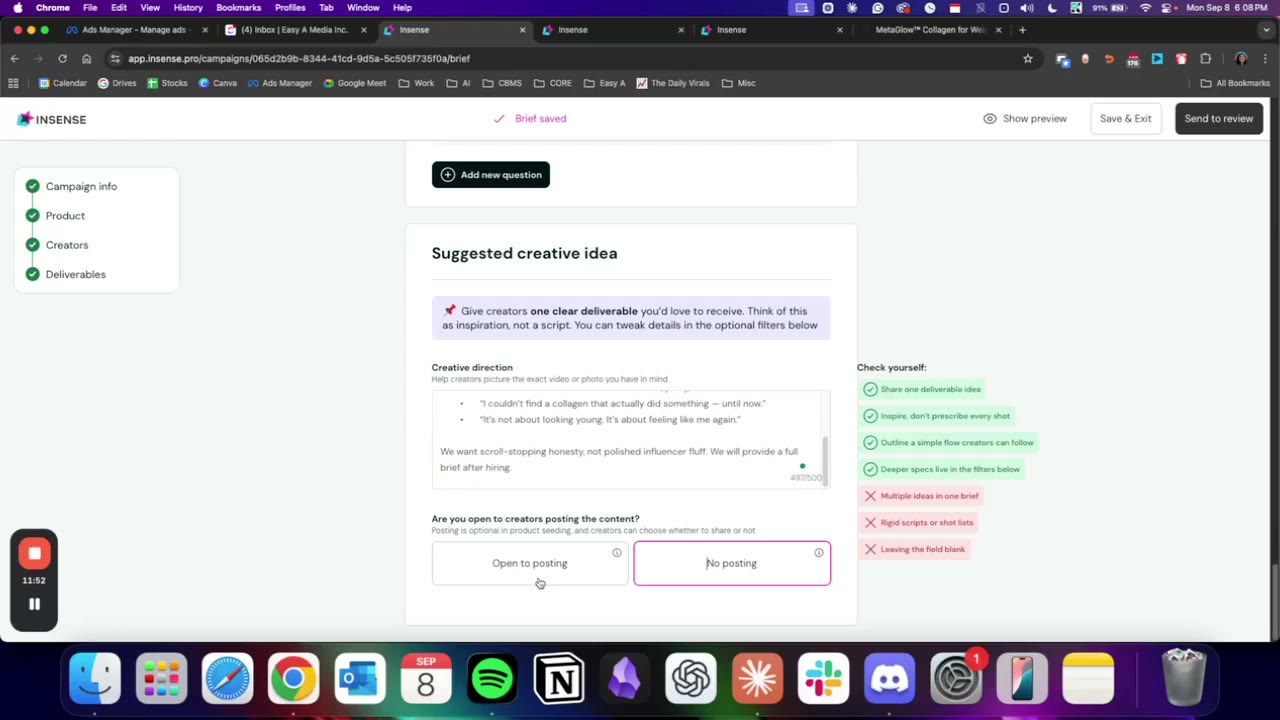 Chrome File Edit View History Bookmarks Profiles Tab Window Help
91% Mon Sep 8 6:08 PM
Ads Manager - Manage ads -
(4) Inbox | Easy A Media Inc.
Insense
Insense
Insense
MetaGlow™ Collagen for We
app.insense.pro/campaigns/065d2b9b-8344-41cd-9d5a-5c505f735f0a/brief
176
Calendar
Drives
Stocks
Canva
Ads Manager
Google Meet
Work
AI
CBMS
CORE
Easy A
The Daily Virals
Misc
All Bookmarks
INSENSE
Brief saved
Show preview
Save & Exit
Send to review
Campaign info
Product
Creators
Deliverables
Add new question
Suggested creative idea
Give creators one clear deliverable you'd love to receive. Think of this
as inspiration, not a script. You can tweak details in the optional filters below
Creative direction
Help creators picture the exact video or photo you have in mind
• “I couldn’t find a collagen that actually did something — until now.”
• “It’s not about looking young. It’s about feeling like me again.”
We want scroll-stopping honesty, not polished influencer fluff. We will provide a full
brief after hiring.
497/500
Check yourself:
Share one deliverable idea
Inspire, don't prescribe every shot
Outline a simple flow creators can follow
Deeper specs live in the filters below
Multiple ideas in one brief
Rigid scripts or shot lists
Leaving the field blank
Are you open to creators posting the content?
Posting is optional in product seeding, and creators can choose whether to share or not
Open to posting
No posting
11:52
SEP
8
1